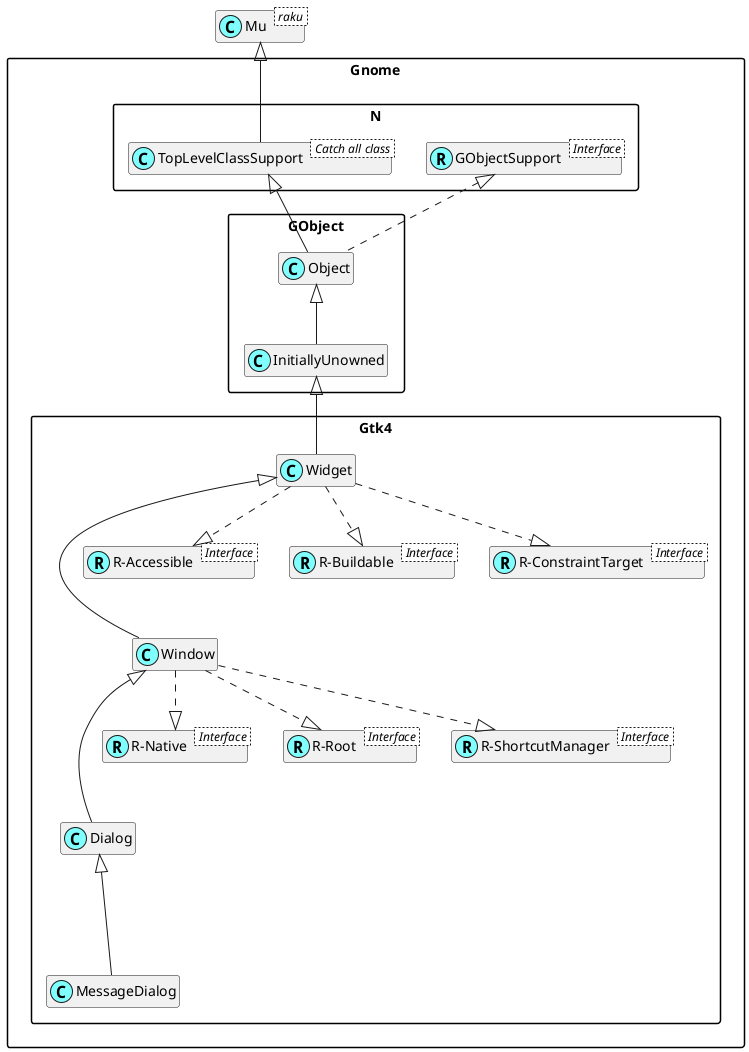 C Mu raku
Gnome
N
C TopLevelClassSupport Catch all class
R GObjectSupport Interface
GObject
C Object
C InitiallyUnowned
Gtk4
C Widget
R R-Accessible Interface
R R-Buildable Interface
R R-ConstraintTarget Interface
C Window
R R-Native Interface
R R-Root Interface
R R-ShortcutManager Interface
C Dialog
C MessageDialog